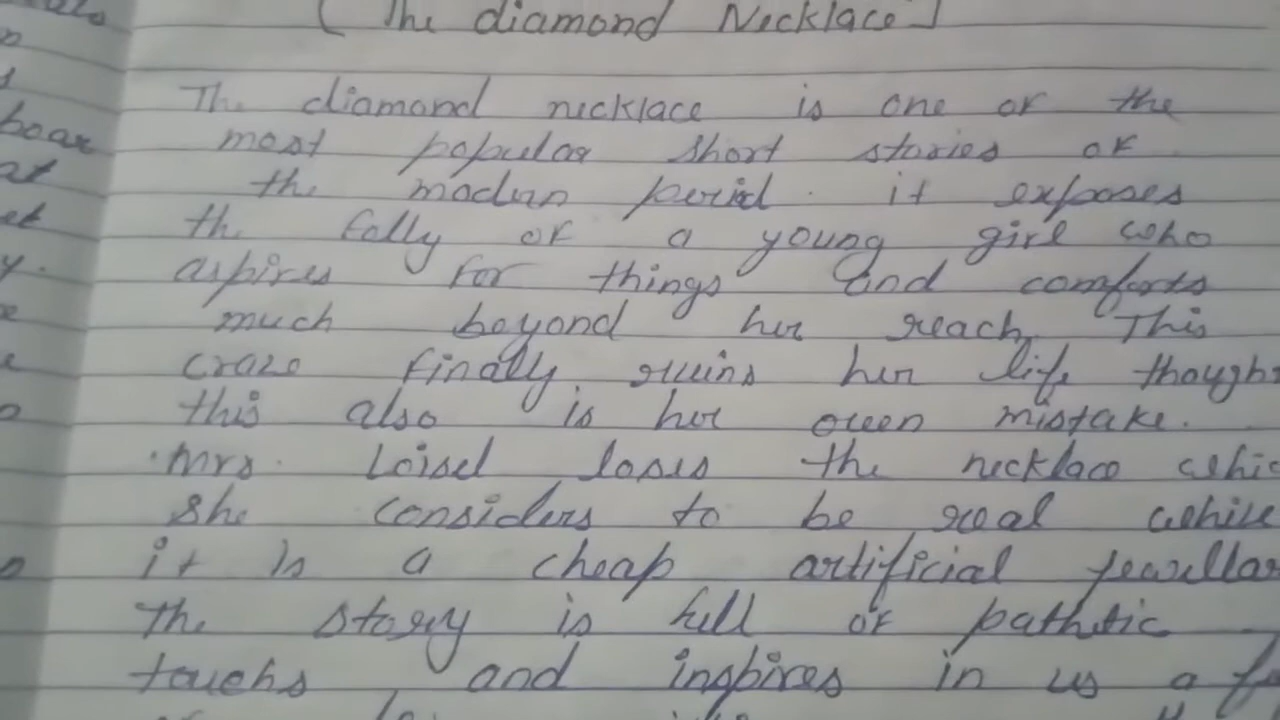 ( The diamond Necklace )
The diamond necklace is one of the
most popular short stories of
the modern period. it exposes
the folly of a young girl who
aspires for things and comforts
much beyond her reach. This
craze finally ruins her life though
this also is her own mistake.
Mrs. Loisel loses the necklace
she considers to be real while
it is a cheap artificial
The story is full of pathetic
touchs and inspires in us a